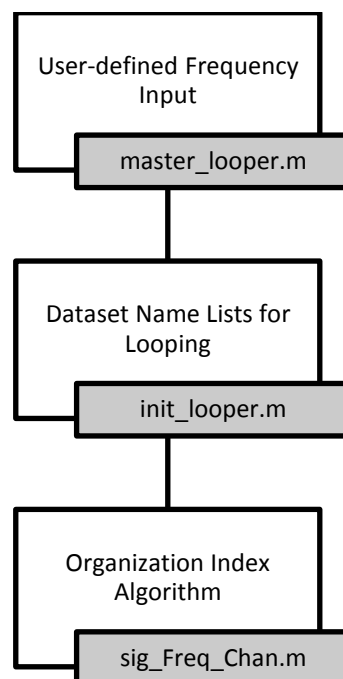 User-defined Frequency
Input
master_looper.m
Dataset Name Lists for
Looping
init_looper.m
Organization Index
Algorithm
sig_Freq_Chan.m